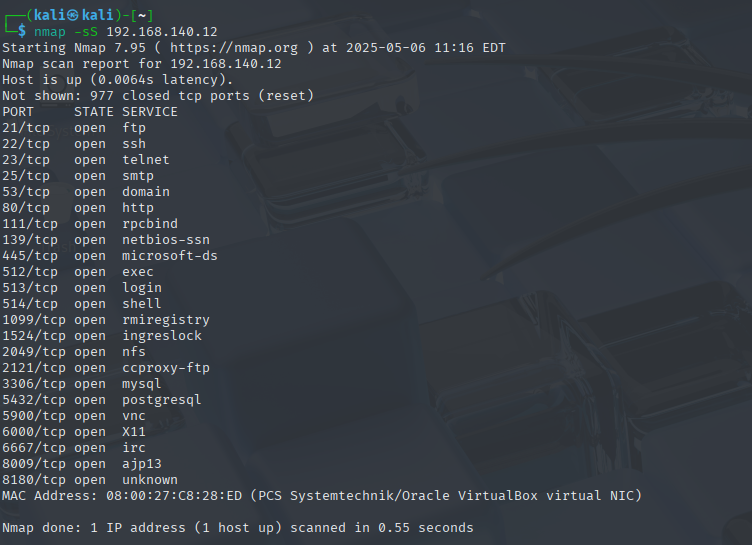 ┌──(kali㉿kali)-[~]
└─$ nmap -sS 192.168.140.12
Starting Nmap 7.95 ( https://nmap.org ) at 2025-05-06 11:16 EDT
Nmap scan report for 192.168.140.12
Host is up (0.0064s latency).
Not shown: 977 closed tcp ports (reset)
PORT     STATE SERVICE
21/tcp   open  ftp
22/tcp   open  ssh
23/tcp   open  telnet
25/tcp   open  smtp
53/tcp   open  domain
80/tcp   open  http
111/tcp  open  rpcbind
139/tcp  open  netbios-ssn
445/tcp  open  microsoft-ds
512/tcp  open  exec
513/tcp  open  login
514/tcp  open  shell
1099/tcp open  rmiregistry
1524/tcp open  ingreslock
2049/tcp open  nfs
2121/tcp open  ccproxy-ftp
3306/tcp open  mysql
5432/tcp open  postgresql
5900/tcp open  vnc
6000/tcp open  X11
6667/tcp open  irc
8009/tcp open  ajp13
8180/tcp open  unknown
MAC Address: 08:00:27:C8:28:ED (PCS Systemtechnik/Oracle VirtualBox virtual NIC)
Nmap done: 1 IP address (1 host up) scanned in 0.55 seconds